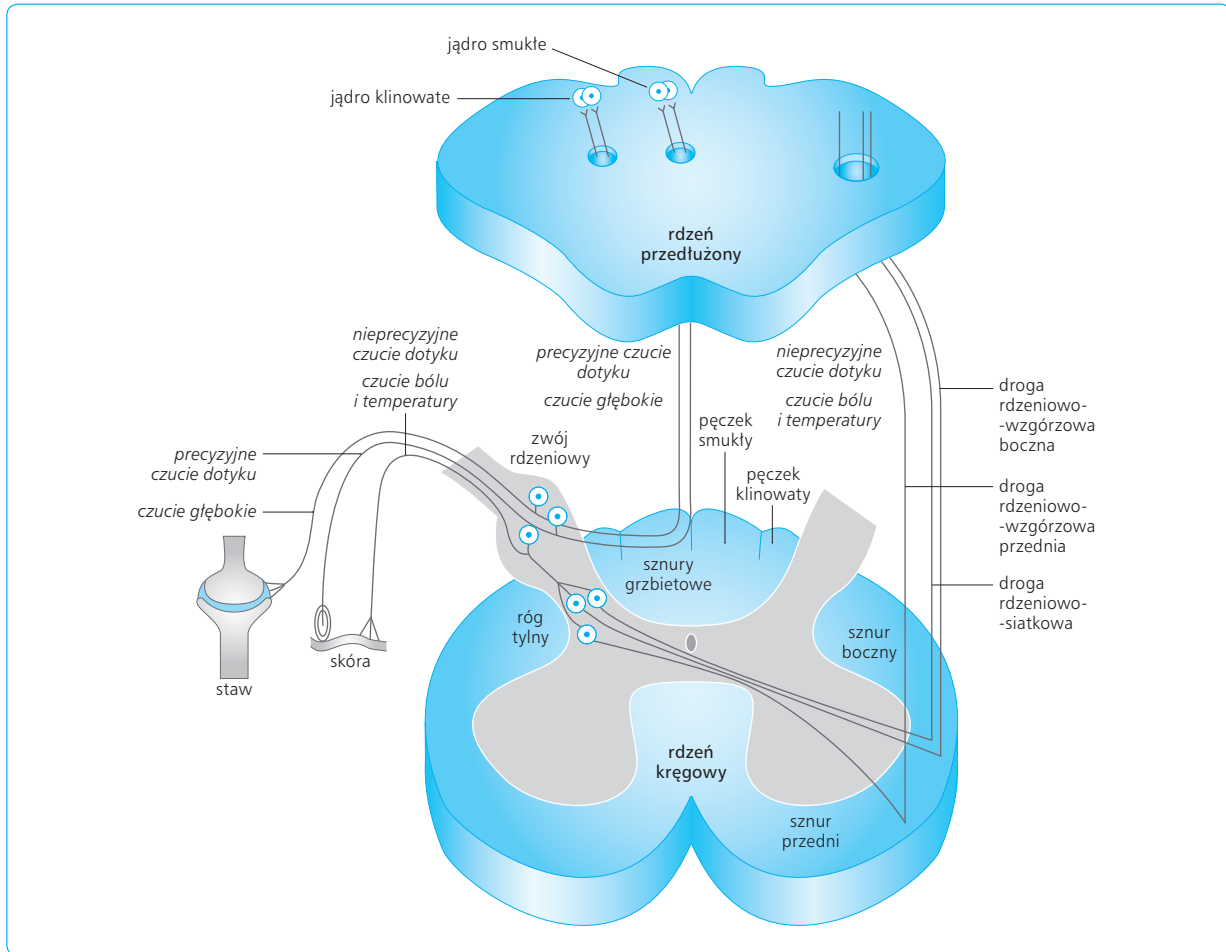 jądro smukłe
jądro klinowate
rdzeń
przedłużony
nieprecyzyjne
czucie dotyku
czucie bólu
i temperatury
precyzyjne czucie
dotyku
czucie głębokie
nieprecyzyjne
czucie dotyku
czucie bólu
i temperatury
droga
rdzeniowo-
-wzgórzowa
boczna
pęczek
smukły
zwój
rdzeniowy
precyzyjne
czucie dotyku
pęczek
klinowaty
droga
rdzeniowo-
-wzgórzowa
przednia
czucie głębokie
sznury
grzbietowe
droga
rdzeniowo-
-siatkowa
róg
tylny
sznur
boczny
skóra
staw
rdzeń
kręgowy
sznur
przedni